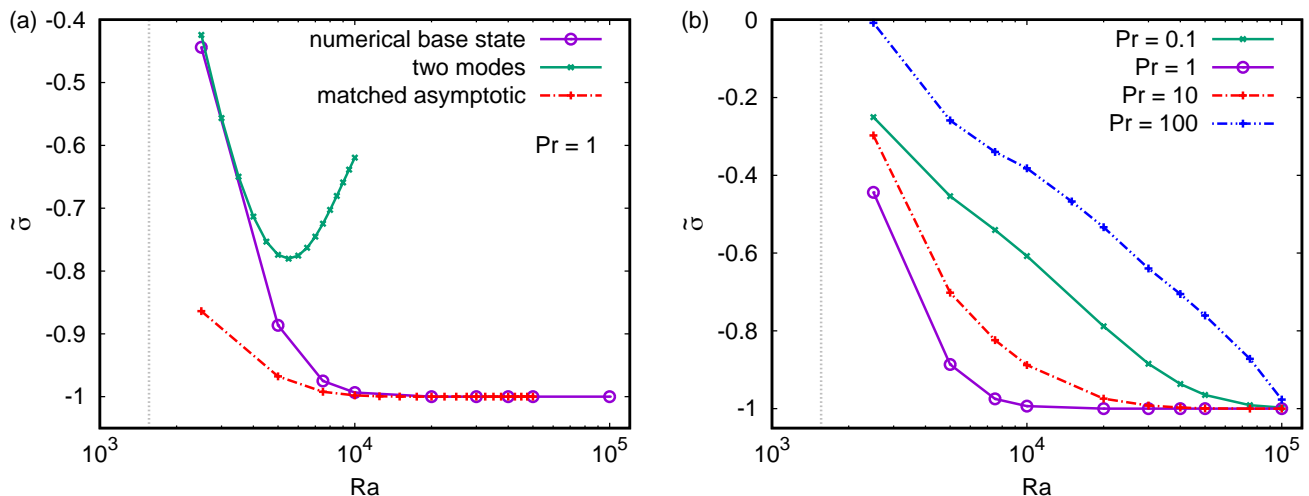 (a)
-0.4
-0.5
-0.6
-0.7
-0.8
-0.9
-1
σ̃
numerical base state
two modes
matched asymptotic
Pr = 1
10³
10⁴
10⁵
Ra
(b)
0
-0.2
-0.4
-0.6
-0.8
-1
σ̃
Pr = 0.1
Pr = 1
Pr = 10
Pr = 100
10³
10⁴
10⁵
Ra